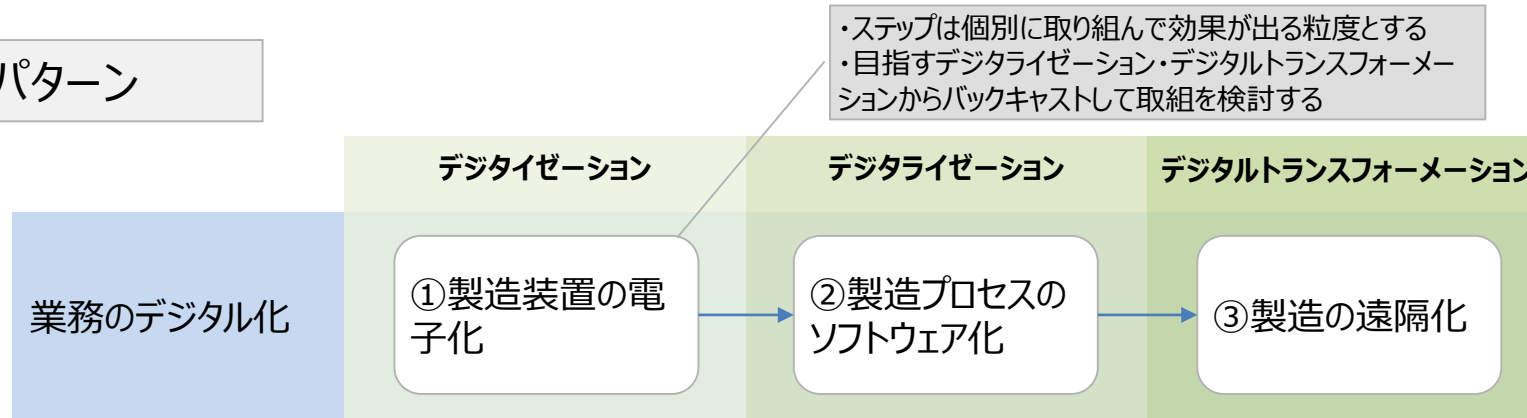 パターン
・ステップは個別に取り組んで効果が出る粒度とする
・目指すデジタライゼーション・デジタルトランスフォーメー
ションからバックキャストして取組を検討する
デジタイゼーション
デジタライゼーション
デジタルトランスフォーメーション
業務のデジタル化
①製造装置の電
子化
②製造プロセスの
ソフトウェア化
③製造の遠隔化